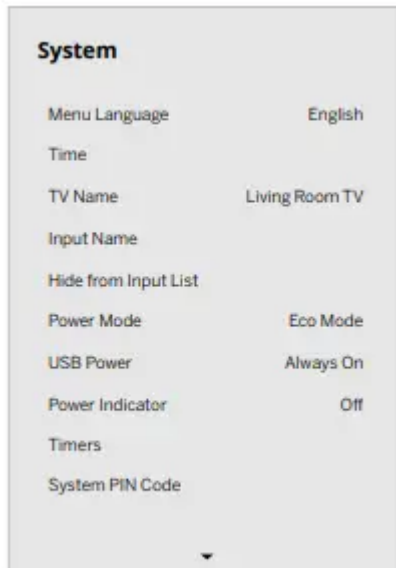 System
Menu Language English
Time
TV Name Living Room TV
Input Name
Hide from Input List
Power Mode Eco Mode
USB Power Always On
Power Indicator Off
Timers
System PIN Code